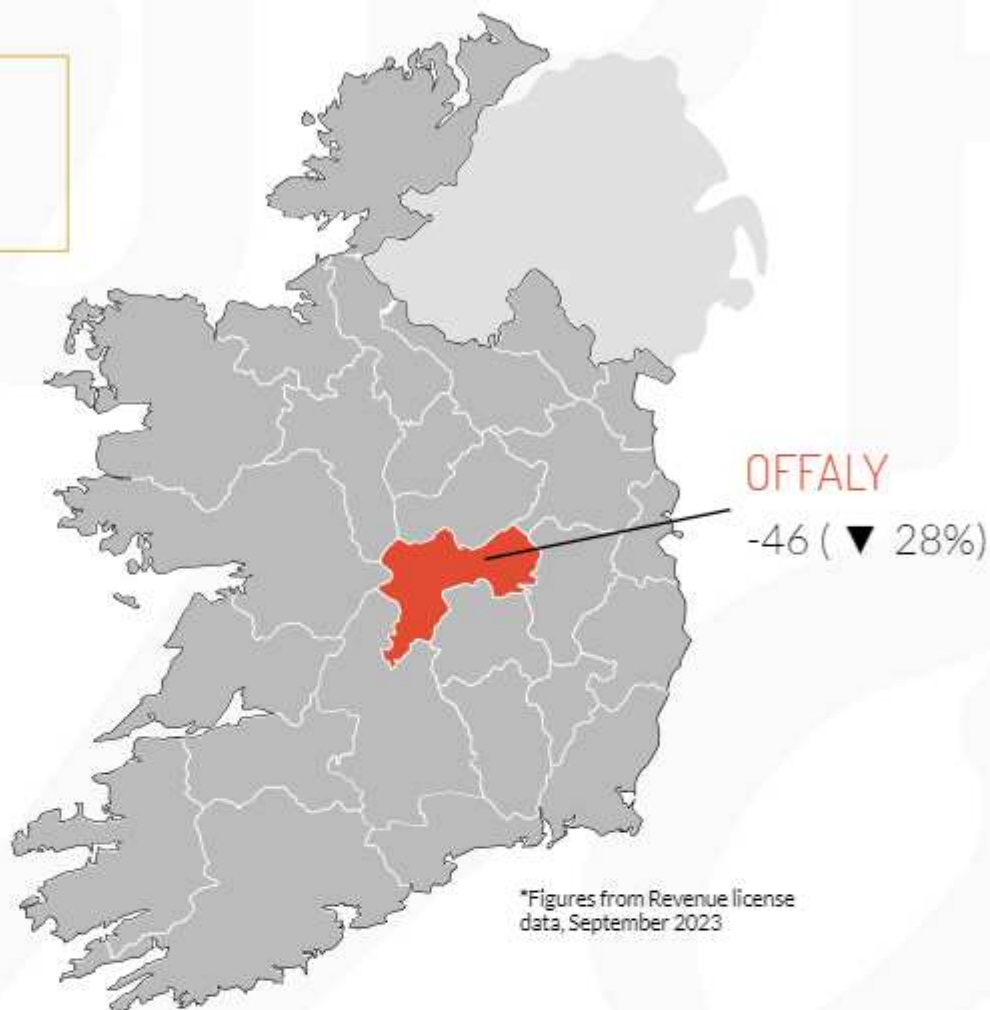 OFFALY
-46 ( ▼ 28%)
*Figures from Revenue license
data, September 2023